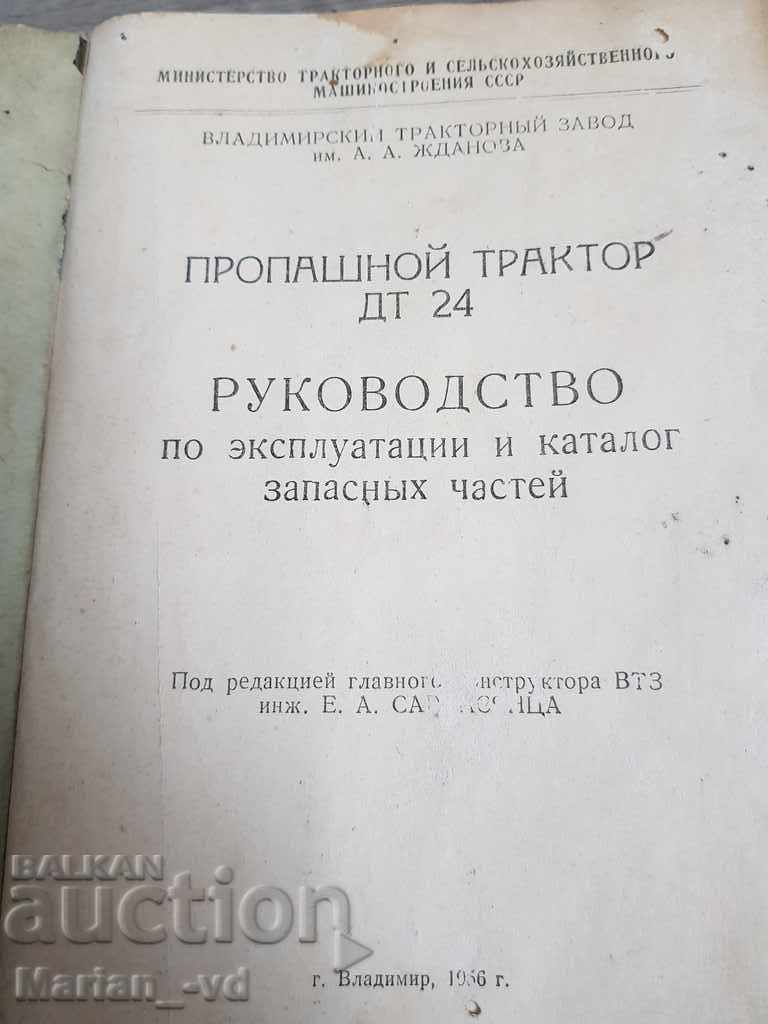 МИНИСТЕРСТВО ТРАКТОРНОГО И СЕЛЬСКОХОЗЯЙСТВЕННОГО
МАШИНОСТРОЕНИЯ СССР
ВЛАДИМИРСКИЙ ТРАКТОРНЫЙ ЗАВОД
им. А. А. ЖДАНОВА
ПРОПАШНОЙ ТРАКТОР
ДТ 24
РУКОВОДСТВО
ПО ЭКСПЛУАТАЦИИ И КАТАЛОГ
ЗАПАСНЫХ ЧАСТЕЙ
Под редакцией главного конструктора ВТЗ
инж. Е. А.
г. Владимир, 1956 г.
BALKAN
auction
Marian_-vd